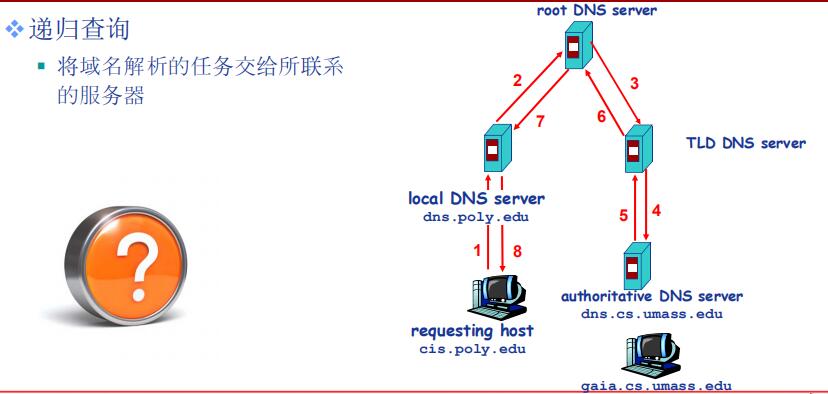 递归查询
将域名解析的任务交给所联系
的服务器
?
root DNS server
2
3
7
6
TLD DNS server
local DNS server
dns.poly.edu
1
8
5
4
requesting host
cis.poly.edu
authoritative DNS server
dns.cs.umass.edu
gaia.cs.umass.edu